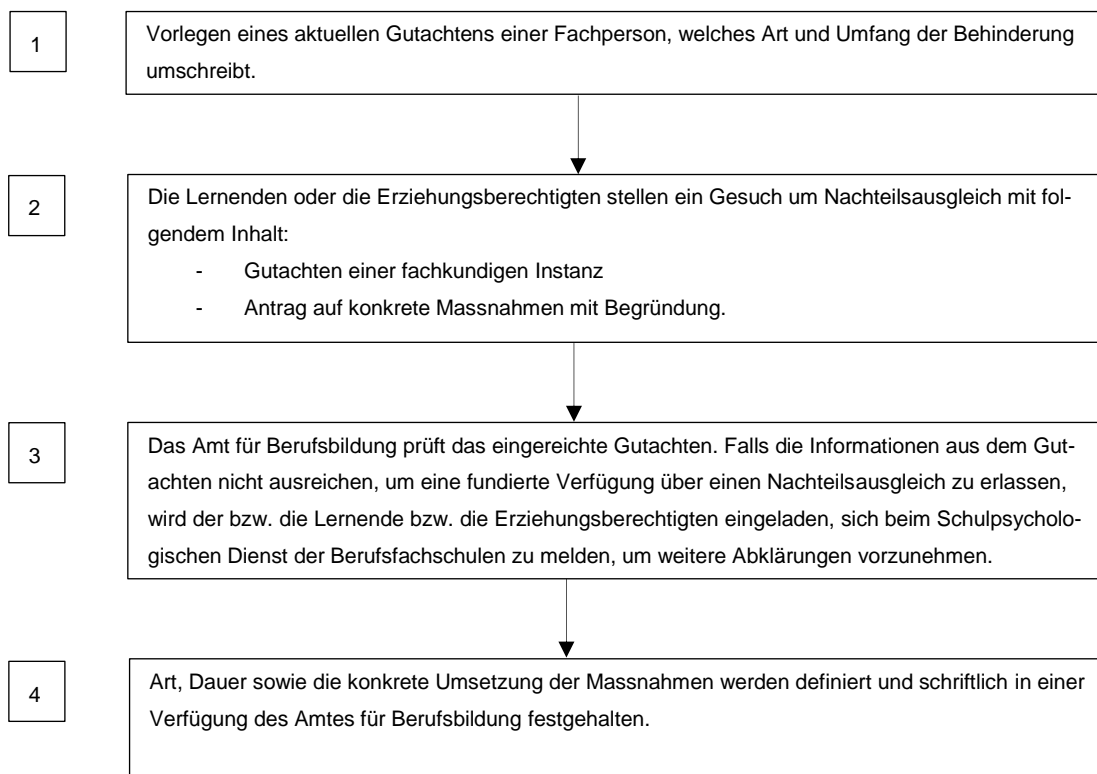 1
Vorlegen eines aktuellen Gutachtens einer Fachperson, welches Art und Umfang der Behinderung
umschreibt.
2
Die Lernenden oder die Erziehungsberechtigten stellen ein Gesuch um Nachteilsausgleich mit fol-
gendem Inhalt:
- Gutachten einer fachkundigen Instanz
- Antrag auf konkrete Massnahmen mit Begründung.
3
Das Amt für Berufsbildung prüft das eingereichte Gutachten. Falls die Informationen aus dem Gut-
achten nicht ausreichen, um eine fundierte Verfügung über einen Nachteilsausgleich zu erlassen,
wird der bzw. die Lernende bzw. die Erziehungsberechtigten eingeladen, sich beim Schulpsycholo-
gischen Dienst der Berufsfachschulen zu melden, um weitere Abklärungen vorzunehmen.
4
Art, Dauer sowie die konkrete Umsetzung der Massnahmen werden definiert und schriftlich in einer
Verfügung des Amtes für Berufsbildung festgehalten.